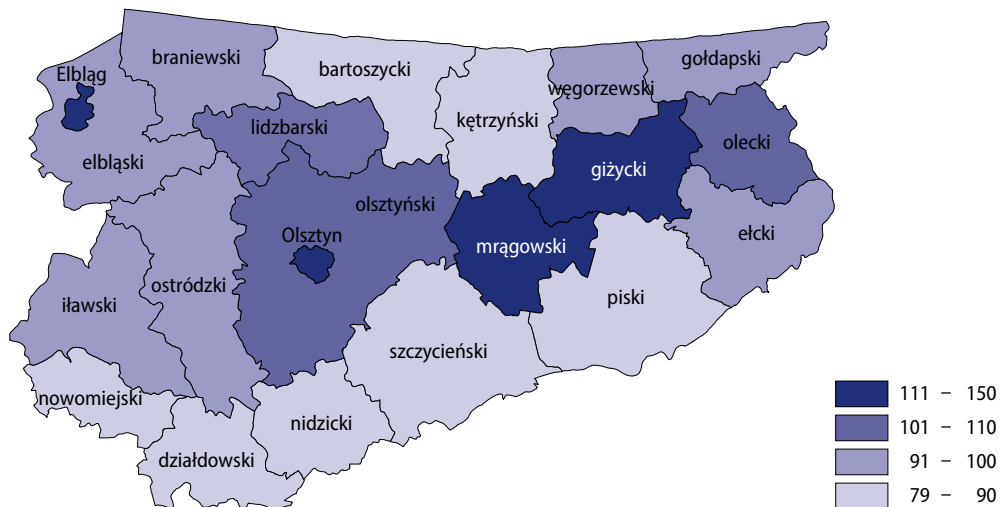 braniewski
gołdapski
bartoszycki
Elbląg
węgorzewski
kętrzyński
lidzbarski
olecki
elbląski
giżycki
olsztyński
Olsztyn
ełcki
mrągowski
ostródzki
iławski
piski
szczycieński
nowomiejski
nidzicki
działdowski
111 – 150
101 – 110
91 – 100
79 – 90